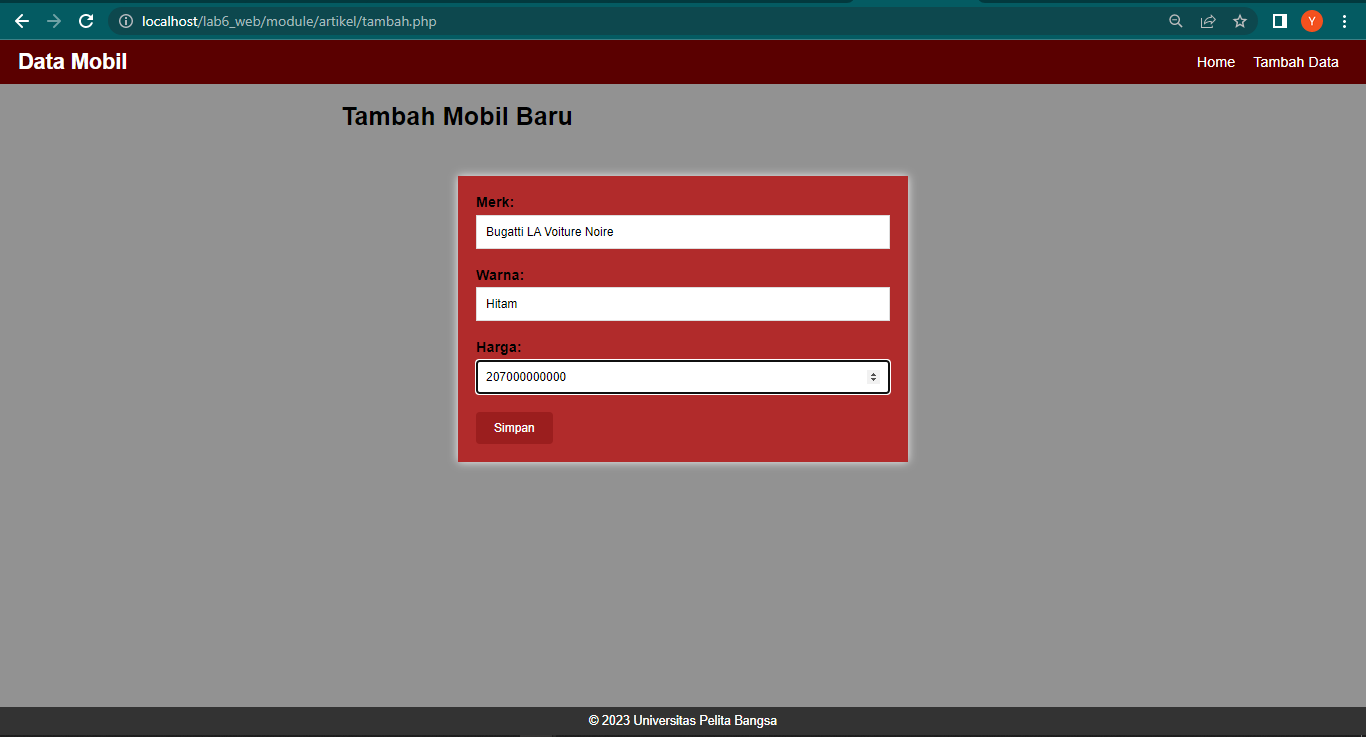 localhost/lab6_web/module/artikel/tambah.php
Y
Data Mobil
Home
Tambah Data
Tambah Mobil Baru
Merk:
Bugatti LA Voiture Noire
Warna:
Hitam
Harga:
207000000000
Simpan
© 2023 Universitas Pelita Bangsa